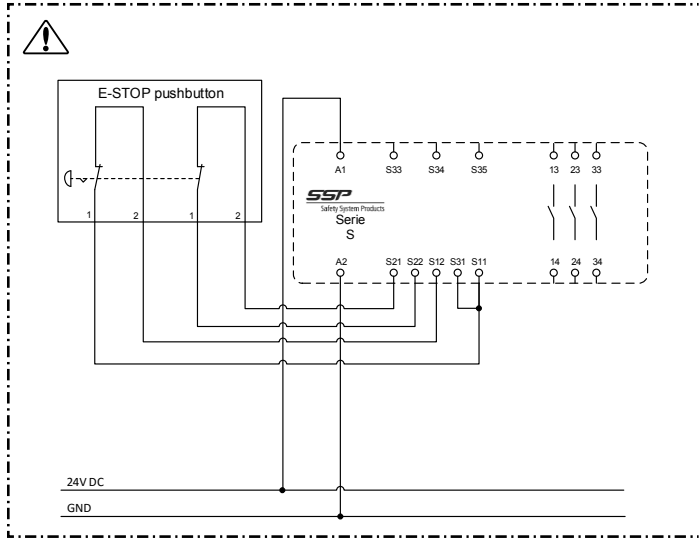 E-STOP pushbutton
1 2 1 2
A1 S33 S34 S35 13 23 33
SSP
Safety System Products
Serie
S
A2 S21 S22 S12 S31 S11 14 24 34
24V DC
GND